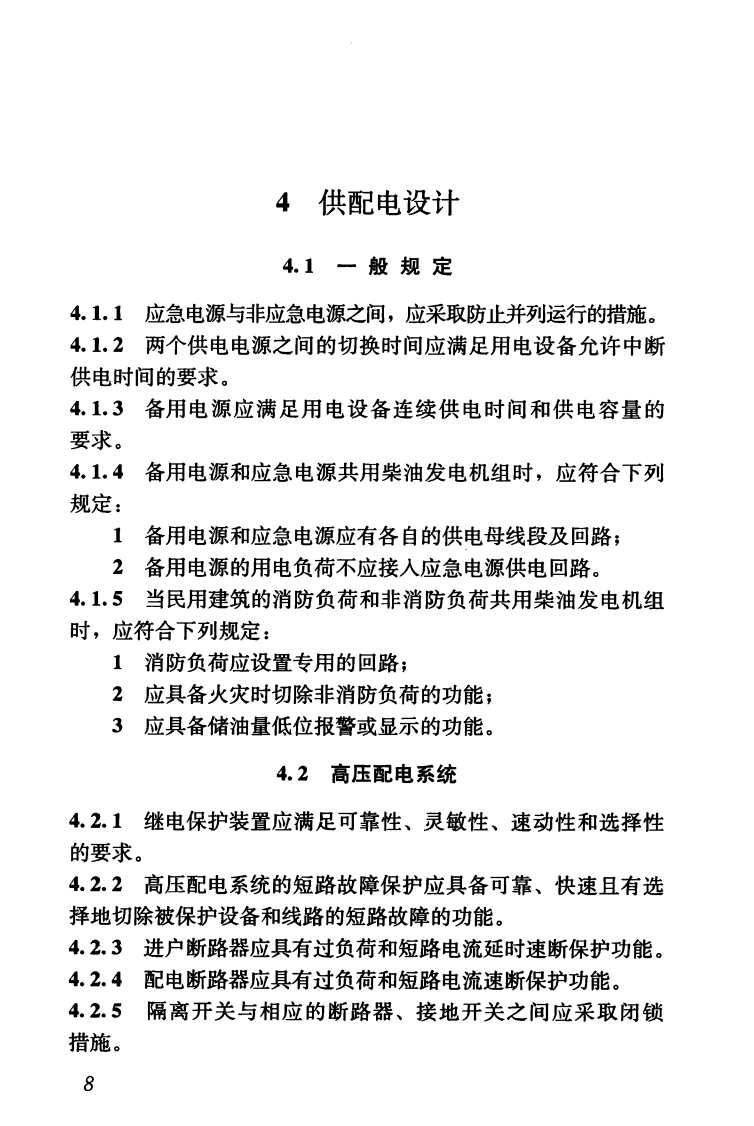 4 供配电设计
4.1 一般规定
4.1.1 应急电源与非应急电源之间，应采取防止并列运行的措施。
4.1.2 两个供电电源之间的切换时间应满足用电设备允许中断
供电时间的要求。
4.1.3 备用电源应满足用电设备连续供电时间和供电容量的
要求。
4.1.4 备用电源和应急电源共用柴油发电机组时，应符合下列
规定：
1 备用电源和应急电源应有各自的供电母线段及回路；
2 备用电源的用电负荷不应接入应急电源供电回路。
4.1.5 当民用建筑的消防负荷和非消防负荷共用柴油发电机组
时，应符合下列规定：
1 消防负荷应设置专用的回路；
2 应具备火灾时切除非消防负荷的功能；
3 应具备储油量低位报警或显示的功能。
4.2 高压配电系统
4.2.1 继电保护装置应满足可靠性、灵敏性、速动性和选择性
的要求。
4.2.2 高压配电系统的短路故障保护应具备可靠、快速且有选
择地切除被保护设备和线路的短路故障的功能。
4.2.3 进户断路器应具有过负荷和短路电流延时速断保护功能。
4.2.4 配电断路器应具有过负荷和短路电流速断保护功能。
4.2.5 隔离开关与相应的断路器、接地开关之间应采取闭锁
措施。
8